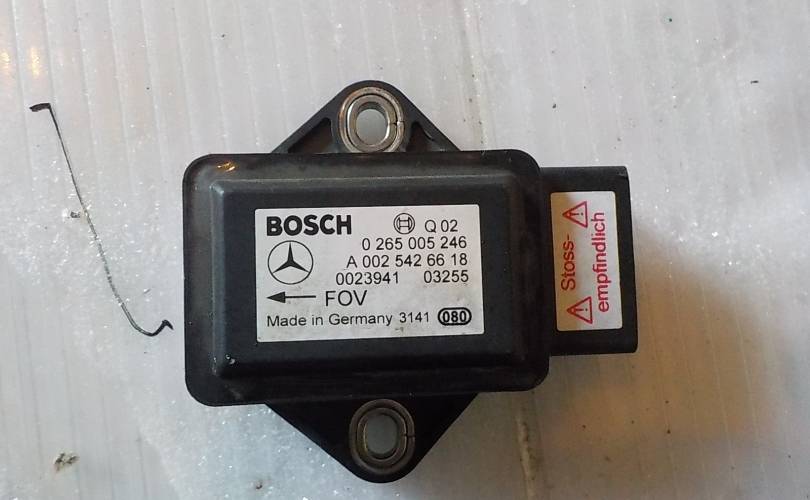 BOSCH Q 02
0 265 005 246
A 002 542 66 18
0023941 03255
FOV
Made in Germany 3141 080
Stoss-
empfindlich